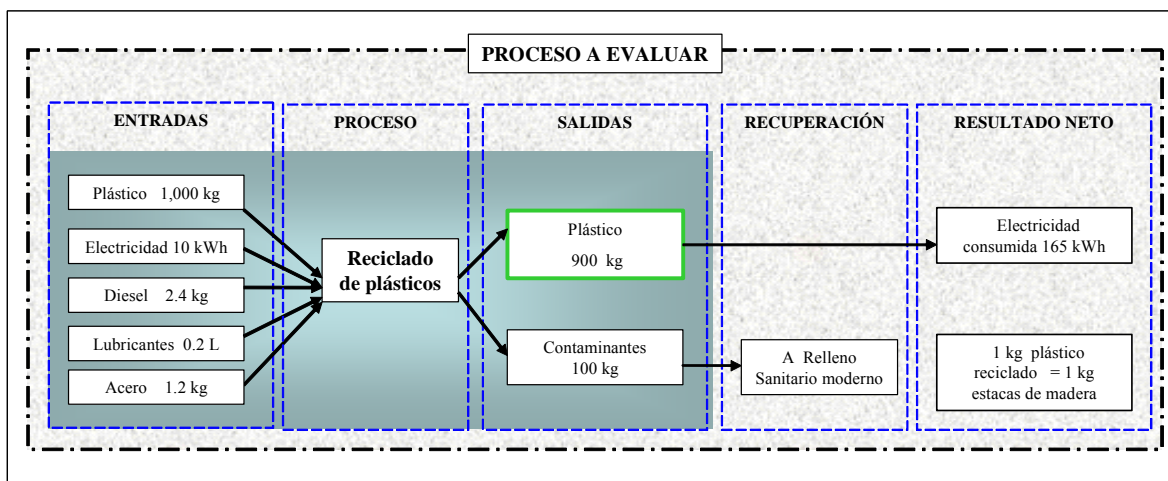 PROCESO A EVALUAR
ENTRADAS
PROCESO
SALIDAS
RECUPERACIÓN
RESULTADO NETO
Plástico 1,000 kg
Electricidad 10 kWh
Diesel 2.4 kg
Lubricantes 0.2 L
Acero 1.2 kg
Reciclado
de plásticos
Plástico
900 kg
Contaminantes
100 kg
A Relleno
Sanitario moderno
Electricidad
consumida 165 kWh
1 kg plástico
reciclado = 1 kg
estacas de madera